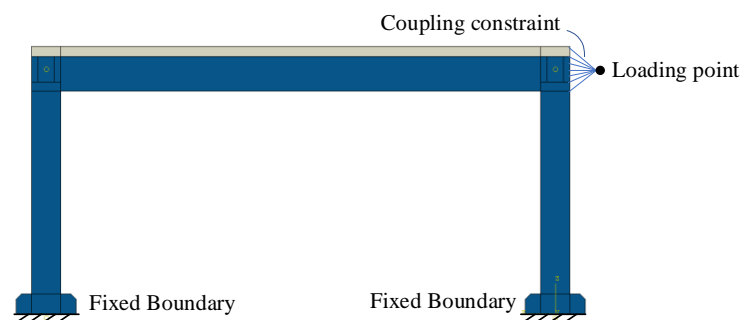 Coupling constraint
Loading point
Fixed Boundary
Fixed Boundary